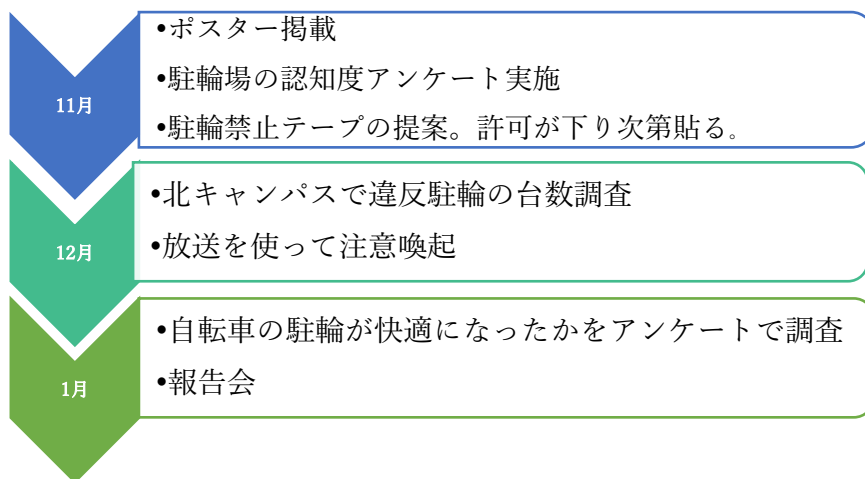 11月
•ポスター掲載
•駐輪場の認知度アンケート実施
•駐輪禁止テープの提案。許可が下り次第貼る。
12月
•北キャンパスで違反駐輪の台数調査
•放送を使って注意喚起
1月
•自転車の駐輪が快適になったかをアンケートで調査
•報告会